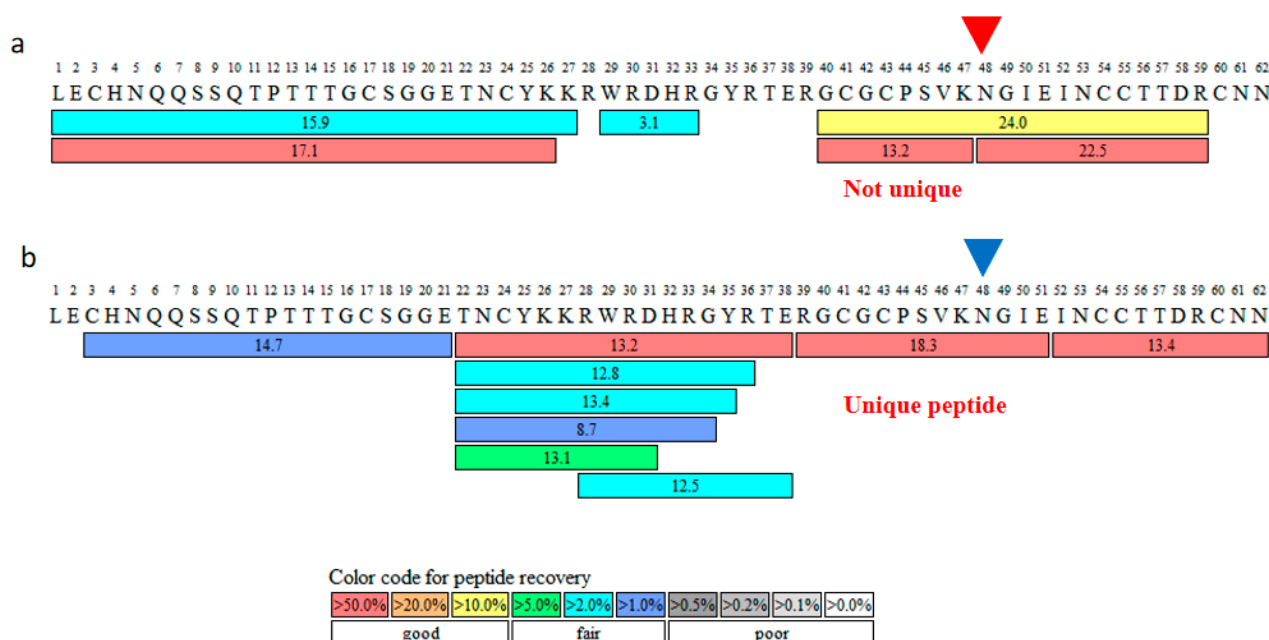 a
1 2 3 4 5 6 7 8 9 10 11 12 13 14 15 16 17 18 19 20 21 22 23 24 25 26 27 28 29 30 31 32 33 34 35 36 37 38 39 40 41 42 43 44 45 46 47 48 49 50 51 52 53 54 55 56 57 58 59 60 61 62
L E C H N Q Q S S Q T P T T T G C S G G E T N C Y K K R W R D H R G Y R T E R G C G C P S V K N G I E I N C C T T D R C N N
15.9 3.1 24.0
17.1 13.2 22.5
Not unique
b
1 2 3 4 5 6 7 8 9 10 11 12 13 14 15 16 17 18 19 20 21 22 23 24 25 26 27 28 29 30 31 32 33 34 35 36 37 38 39 40 41 42 43 44 45 46 47 48 49 50 51 52 53 54 55 56 57 58 59 60 61 62
L E C H N Q Q S S Q T P T T T G C S G G E T N C Y K K R W R D H R G Y R T E R G C G C P S V K N G I E I N C C T T D R C N N
14.7 13.2 18.3 13.4
12.8
13.4
Unique peptide
8.7
13.1
12.5
Color code for peptide recovery
>50.0% >20.0% >10.0% >5.0% >2.0% >1.0% >0.5% >0.2% >0.1% >0.0%
good fair poor